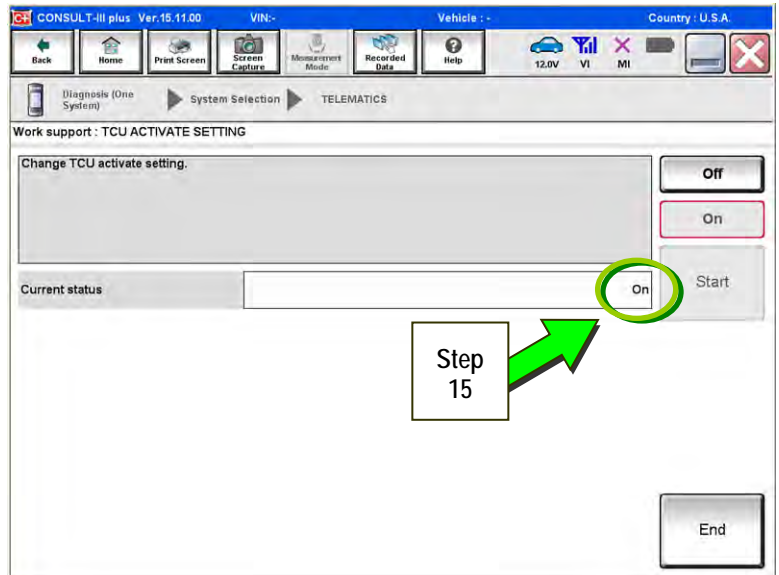 C+ CONSULT-III plus Ver.15.11.00 VIN:- Vehicle : - Country : U.S.A.
Back Home Print Screen Screen Capture Measurement Mode Recorded Data Help 12.0V VI MI
Diagnosis (One System) System Selection TELEMATICS
Work support : TCU ACTIVATE SETTING
Change TCU activate setting.
Off
On
Current status On Start
Step
15
End